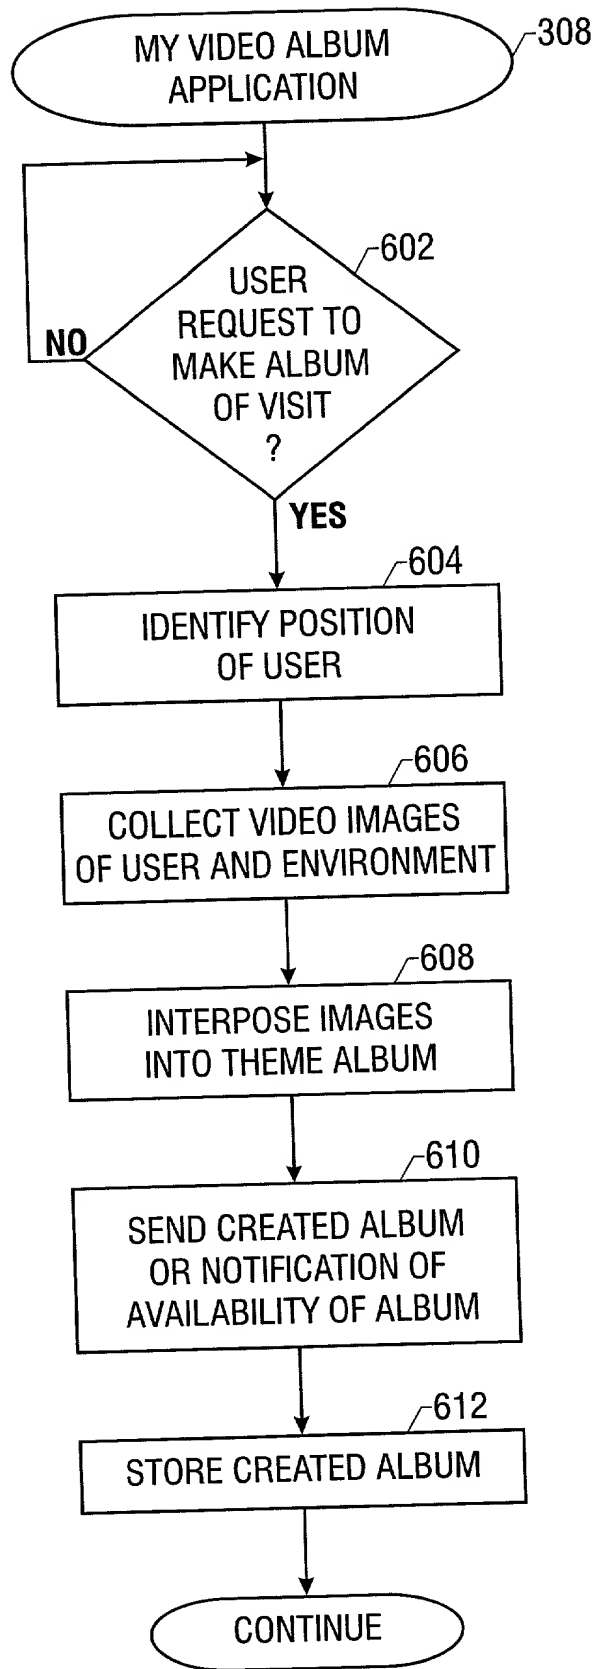 MY VIDEO ALBUM
APPLICATION
308
602
USER
REQUEST TO
MAKE ALBUM
OF VISIT
?
NO
YES
604
IDENTIFY POSITION
OF USER
606
COLLECT VIDEO IMAGES
OF USER AND ENVIRONMENT
608
INTERPOSE IMAGES
INTO THEME ALBUM
610
SEND CREATED ALBUM
OR NOTIFICATION OF
AVAILABILITY OF ALBUM
612
STORE CREATED ALBUM
CONTINUE